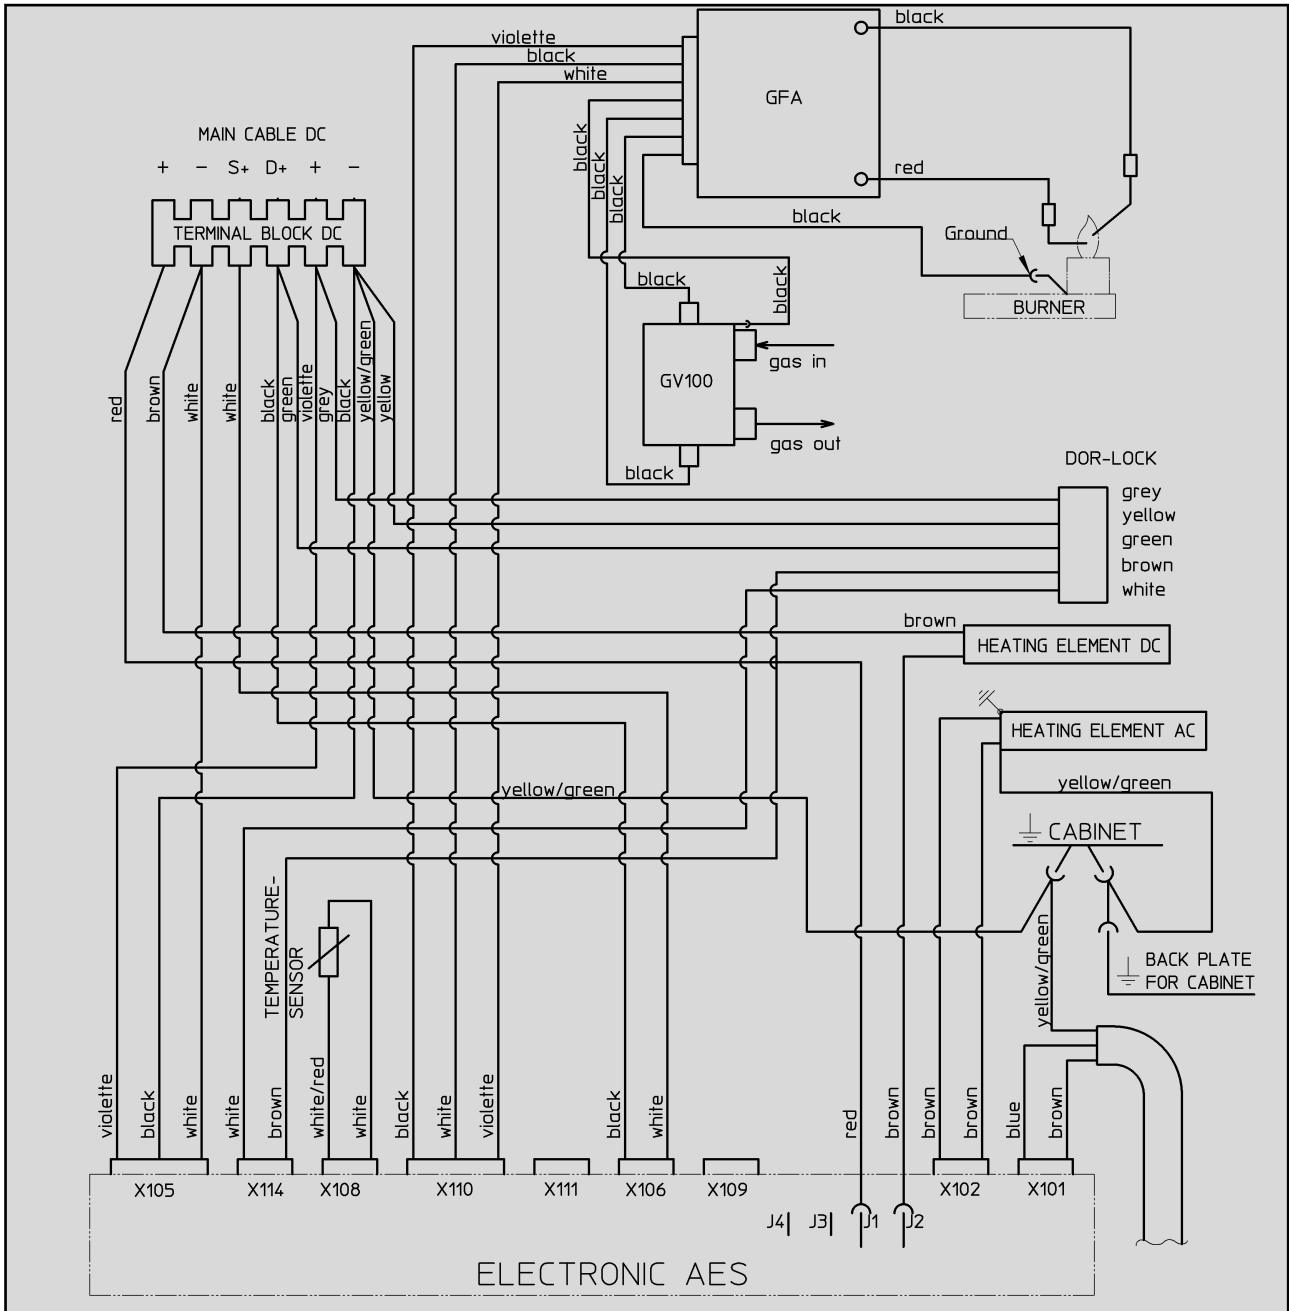 violette
black
white
GFA
black
red
black
Ground
BURNER
MAIN CABLE DC
+ − S+ D+ + −
TERMINAL BLOCK DC
black
black
black
black
black
gas in
GV100
gas out
black
red
brown
white
white
black
green
violette
grey
black
yellow/green
yellow
DOR-LOCK
grey
yellow
green
brown
white
brown
HEATING ELEMENT DC
HEATING ELEMENT AC
yellow/green
yellow/green
CABINET
BACK PLATE
FOR CABINET
yellow/green
TEMPERATURE-
SENSOR
violette
black
white
white
brown
white/red
white
black
white
violette
black
white
red
brown
brown
brown
blue
brown
X105
X114
X108
X110
X111
X106
X109
X102
X101
J4
J3
J1
J2
ELECTRONIC AES